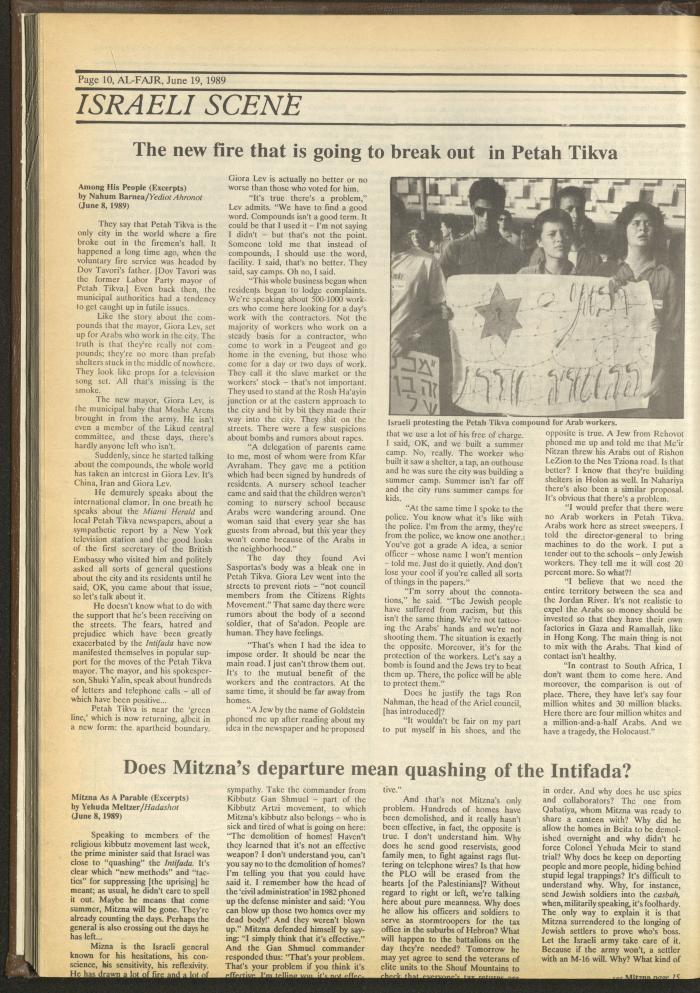 Page 10, AL-FAJR, June 19, 1989
ISRAELI SCENE
The new fire that is going to break out in Petah Tikva
Among His People (Excerpts)
by Nahum Barnea/Yediot Ahronot
(June 8, 1989)
They say that Petah Tikva is the
only city in the world where a fire
broke out in the firemen's hall. It
happened a long time ago, when the
voluntary fire service was headed by
Dov Tavori's father. [Dov Tavori was
the former Labor Party mayor of
Petah Tikva.] Even back then, the
municipal authorities had a tendency
to get caught up in futile issues.
Like the story about the com-
pounds that the mayor, Giora Lev, set
up for Arabs who work in the city. The
truth is that they're really not com-
pounds; they're no more than prefab
shelters stuck in the middle of nowhere.
They look like props for a television
song set. All that's missing is the
smoke.
The new mayor, Giora Lev, is
the municipal baby that Moshe Arens
brought in from the army. He isn't
even a member of the Likud central
committee, and these days, there's
hardly anyone left who isn't.
Suddenly, since he started talking
about the compounds, the whole world
has taken an interest in Giora Lev. It's
China, Iran and Giora Lev.
He demurely speaks about the
international clamor. In one breath he
speaks about the Miami Herald and
local Petah Tikva newspapers, about a
sympathetic report by a New York
television station and the good looks
of the first secretary of the British
Embassy who visited him and politely
asked all sorts of general questions
about the city and its residents until he
said, OK, you came about that issue,
so let's talk about it.
He doesn't know what to do with
the support that he's been receiving on
the streets. The fears, hatred and
prejudice which have been greatly
exacerbated by the Intifada have now
manifested themselves in popular sup-
port for the moves of the Petah Tikva
mayor. The mayor, and his spokesper-
son, Shuki Yalin, speak about hundreds
of letters and telephone calls – all of
which have been positive...
Petah Tikva is near the 'green
line,' which is now returning, albeit in
a new form: the apartheid boundary.
Giora Lev is actually no better or no
worse than those who voted for him.
"It's true there's a problem,"
Lev admits. "We have to find a good
word. Compounds isn't a good term. It
could be that I used it – I'm not saying
I didn't – but that's not the point.
Someone told me that instead of
compounds, I should use the word,
facility. I said, that's no better. They
said, say camps. Oh no, I said.
"This whole business began when
residents began to lodge complaints.
We're speaking about 500-1000 work-
ers who come here looking for a day's
work with the contractors. Not the
majority of workers who work on a
steady basis for a contractor, who
come to work in a Peugeot and go
home in the evening, but those who
come for a day or two days of work.
They call it the slave market or the
workers' stock – that's not important.
They used to stand at the Rosh Ha'ayin
junction or at the eastern approach to
the city and bit by bit they made their
way into the city. They shit on the
streets. There were a few suspicions
about bombs and rumors about rapes.
"A delegation of parents came
to me, most of whom were from Kfar
Avraham. They gave me a petition
which had been signed by hundreds of
residents. A nursery school teacher
came and said that the children weren't
coming to nursery school because
Arabs were wandering around. One
woman said that every year she has
guests from abroad, but this year they
won't come because of the Arabs in
the neighborhood."
The day they found Avi
Sasportas's body was a bleak one in
Petah Tikva. Giora Lev went into the
streets to prevent riots – "not council
members from the Citizens Rights
Movement." That same day there were
rumors about the body of a second
soldier, that of Sa'adon. People are
human. They have feelings.
"That's when I had the idea to
impose order. It should be near the
main road. I just can't throw them out.
It's to the mutual benefit of the
workers and the contractors. At the
same time, it should be far away from
homes.
"A Jew by the name of Goldstein
phoned me up after reading about my
idea in the newspaper and he proposed
Israeli protesting the Petah Tikva compound for Arab workers.
that we use a lot of his free of charge.
I said, OK, and we built a summer
camp. No, really. The worker who
built it saw a shelter, a tap, an outhouse
and he was sure the city was building a
summer camp. Summer isn't far off
and the city runs summer camps for
kids.
"At the same time I spoke to the
police. You know what it's like with
the police. I'm from the army, they're
from the police, we know one another.
You've got a grade A idea, a senior
officer – whose name I won't mention
– told me. Just do it quietly. And don't
lose your cool if you're called all sorts
of things in the papers."
"I'm sorry about the connota-
tions," he said. "The Jewish people
have suffered from racism, but this
isn't the same thing. We're not tattoo-
ing the Arabs' hands and we're not
shooting them. The situation is exactly
the opposite. Moreover, it's for the
protection of the workers. Let's say a
bomb is found and the Jews try to beat
them up. There, the police will be able
to protect them."
Does he justify the tags Ron
Nahman, the head of the Ariel council,
[has introduced]?
"It wouldn't be fair on my part
to put myself in his shoes, and the
opposite is true. A Jew from Rehovot
phoned me up and told me that Me'ir
Nitzan threw his Arabs out of Rishon
LeZion to the Nes Tziona road. Is that
better? I know that they're building
shelters in Holon as well. In Nahariya
there's also been a similar proposal.
It's obvious that there's a problem.
"I would prefer that there were
no Arab workers in Petah Tikva.
Arabs work here as street sweepers. I
told the director-general to bring
machines to do the work. I put a
tender out to the schools – only Jewish
workers. They tell me it will cost 20
percent more. So what?!
"I believe that we need the
entire territory between the sea and
the Jordan River. It's not realistic to
expel the Arabs so money should be
invested so that they have their own
factories in Gaza and Ramallah, like
in Hong Kong. The main thing is not
to mix with the Arabs. That kind of
contact isn't healthy.
"In contrast to South Africa, I
don't want them to come here. And
moreover, the comparison is out of
place. There, they have let's say four
million whites and 30 million blacks.
Here there are four million whites and
a million-and-a-half Arabs. And we
have a tragedy, the Holocaust."
Does Mitzna's departure mean quashing of the Intifada?
Mitzna As A Parable (Excerpts)
by Yehuda Meltzer/Hadashot
(June 8, 1989)
Speaking to members of the
religious kibbutz movement last week,
the prime minister said that Israel was
close to "quashing" the Intifada. It's
clear which "new methods" and "tac-
tics" for suppressing [the uprising] he
meant; as usual, he didn't care to spell
it out. Maybe he means that come
summer, Mitzna will be gone. They're
already counting the days. Perhaps the
general is also crossing out the days he
has left...
Mizna is the Israeli general
known for his hesitations, his con-
science, his sensitivity, his reflexivity.
He has drawn a lot of fire and a lot of
sympathy. Take the commander from
Kibbutz Gan Shmuel – part of the
Kibbutz Artzi movement, to which
Mitzna's kibbutz also belongs – who is
sick and tired of what is going on here:
"The demolition of homes! Haven't
they learned that it's not an effective
weapon? I don't understand you, can't
you say no to the demolition of homes?
I'm telling you that you could have
said it. I remember how the head of
the 'civil administration' in 1982 phoned
up the defense minister and said: 'You
can blow up those two homes over my
dead body!' And they weren't blown
up." Mitzna defended himself by say-
ing: "I simply think that it's effective."
And the Gan Shmuel commander
responded thus: "That's your problem.
That's your problem if you think it's
effective. I'm telling you, it's not effec-
tive."
And that's not Mitzna's only
problem. Hundreds of homes have
been demolished, and it really hasn't
been effective, in fact, the opposite is
true. I don't understand him. Why
does he send good reservists, good
family men, to fight against rags flut-
tering on telephone wires? Is that how
the PLO will be erased from the
hearts [of the Palestinians]? Without
regard to right or left, we're talking
here about pure meanness. Why does
he allow his officers and soldiers to
serve as stormtroopers for the tax
office in the suburbs of Hebron? What
will happen to the battalions on the
day they're needed? Tomorrow he
may yet agree to send the veterans of
elite units to the Shouf Mountains to
check that everyone's tax returns are
in order. And why does he use spies
and collaborators? The one from
Qabatiya, whom Mitzna was ready to
share a canteen with? Why did he
allow the homes in Beita to be demol-
ished overnight and why didn't he
force Colonel Yehuda Meir to stand
trial? Why does he keep on deporting
people and more people, hiding behind
stupid legal trappings? It's difficult to
understand why. Why, for instance,
send Jewish soldiers into the casbah,
when, militarily speaking, it's foolhardy.
The only way to explain it is that
Mitzna surrendered to the longing of
Jewish settlers to prove who's boss.
Let the Israeli army take care of it.
Because if the army won't, a settler
with an M-16 will. Why? What kind of
Mitzna page 15